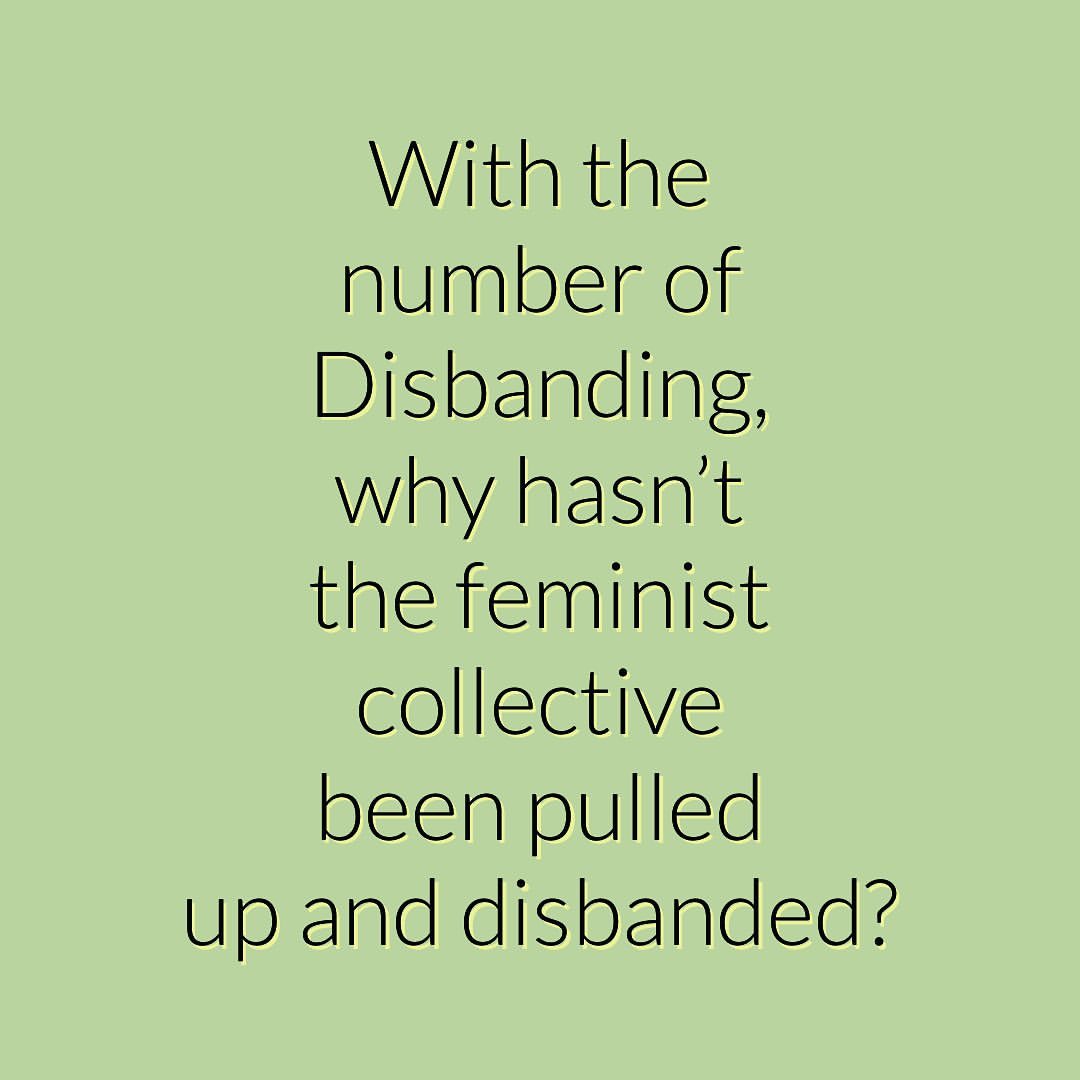 With the
number of
Disbanding,
why hasn’t
the feminist
collective
been pulled
up and disbanded?